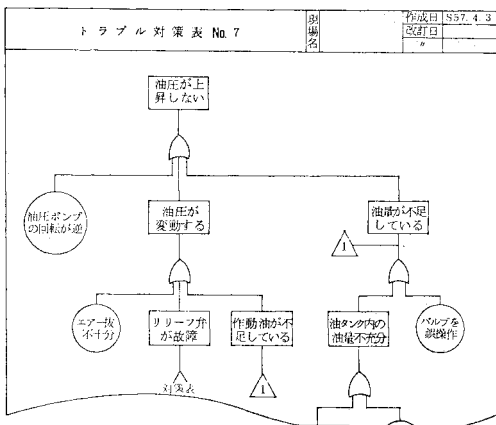 トラブル対策表 No. 7
現場名
作成日 S57. 4. 3
改訂日
〃
油圧が上
昇しない
油圧ポンプ
の回転が逆
油圧が
変動する
油量が不足
している
1
エアー抜
不十分
リリーフ弁
が故障
作動油が不
足している
油タンク内の
油量不充分
バルブを
誤操作
対策表
1